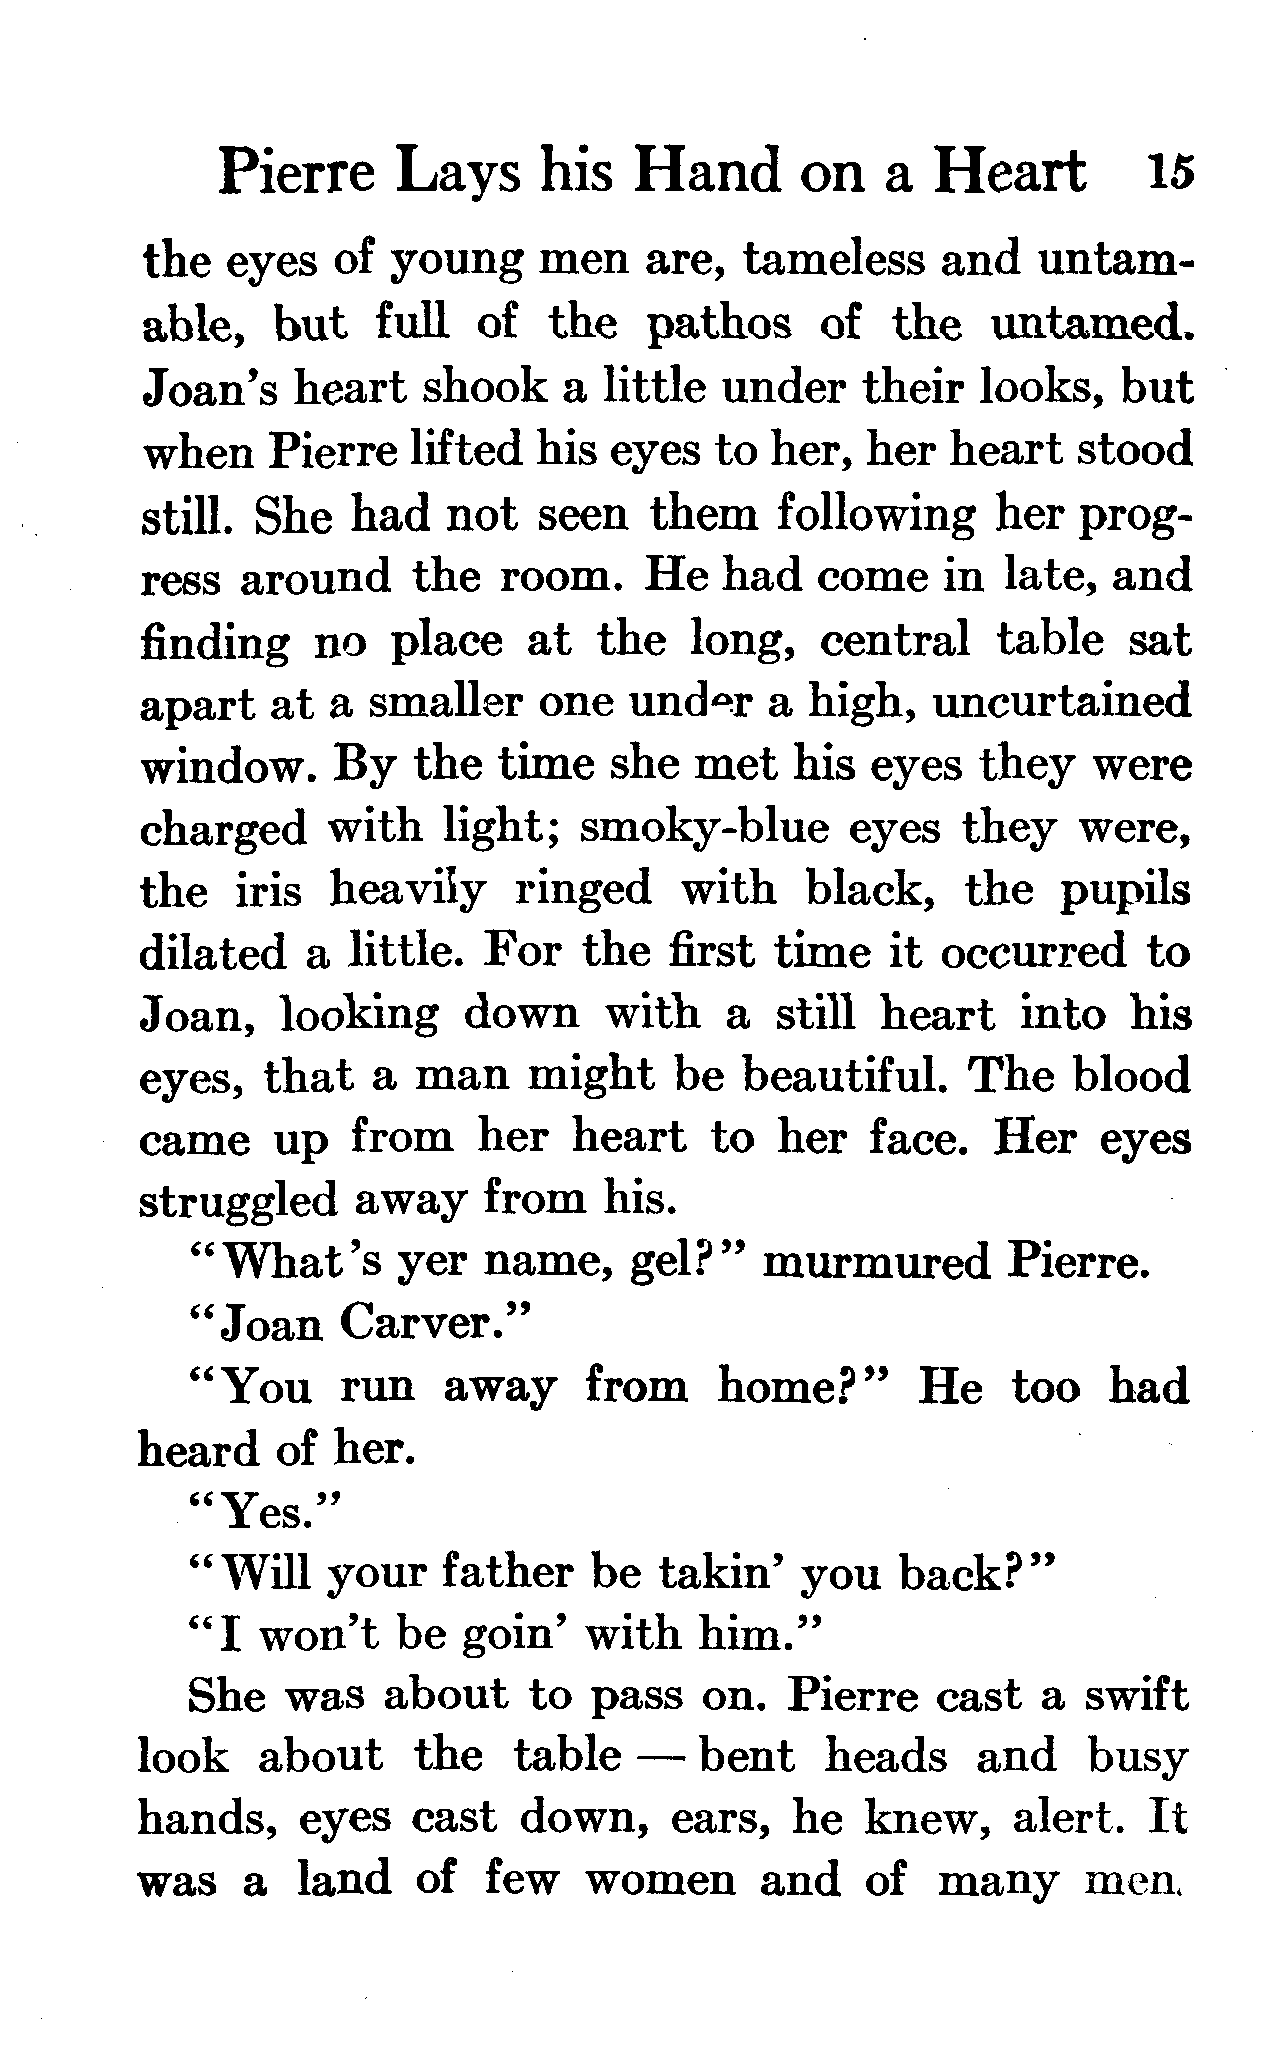 Pierre Lays his Hand on a Heart 15
the eyes of young men are, tameless and untam-
able, but full of the pathos of the untamed.
Joan's heart shook a little under their looks, but
when Pierre lifted his eyes to her, her heart stood
still. She had not seen them following her prog-
ress around the room. He had come in late, and
finding no place at the long, central table sat
apart at a smaller one under a high, uncurtained
window. By the time she met his eyes they were
charged with light; smoky-blue eyes they were,
the iris heavily ringed with black, the pupils
dilated a little. For the first time it occurred to
Joan, looking down with a still heart into his
eyes, that a man might be beautiful. The blood
came up from her heart to her face. Her eyes
struggled away from his.
"What's yer name, gel?" murmured Pierre.
"Joan Carver."
"You run away from home?" He too had
heard of her.
"Yes."
"Will your father be takin' you back?"
"I won't be goin' with him."
She was about to pass on. Pierre cast a swift
look about the table — bent heads and busy
hands, eyes cast down, ears, he knew, alert. It
was a land of few women and of many men.